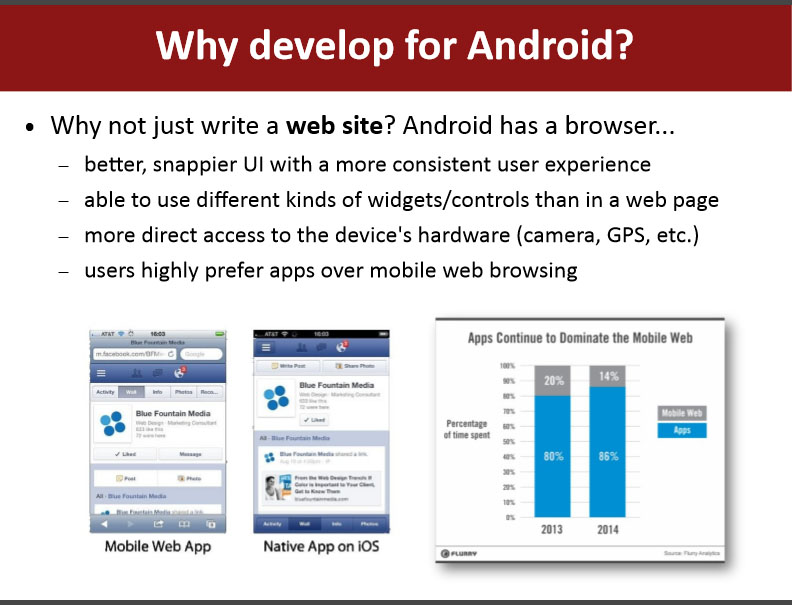 Why develop for Android?
• Why not just write a web site? Android has a browser...
– better, snappier UI with a more consistent user experience
– able to use different kinds of widgets/controls than in a web page
– more direct access to the device's hardware (camera, GPS, etc.)
– users highly prefer apps over mobile web browsing
AT&T 16:03
Blue Fountain Media
m.facebook.com/BFM Google
3
Activity Wall Info Photos Reco...
Blue Fountain Media
Web Design · Marketing Consultant
633 like this
72 were here
✓ Liked Message
Post Photo
All · Blue Fountain Media
Blue Fountain Media shared a link.
Mobile Web App
AT&T 16:03
3
Write Post Share Photo
Blue Fountain Media
Web Design · Marketing Consultant
633 like this
72 were here
✓ Liked
All · Blue Fountain Media
Blue Fountain Media shared a link.
From the Web Design Trends If
Color is Important to Your Client,
Get to Know Them
bluefountainmedia.com
Activity Wall Info Photos
Native App on iOS
Apps Continue to Dominate the Mobile Web
100%
90%
80%
70%
60%
50%
40%
30%
20%
10%
0%
Percentage
of time spent
20% 14%
80% 86%
2013 2014
Mobile Web
Apps
FLURRY Source: Flurry Analytics